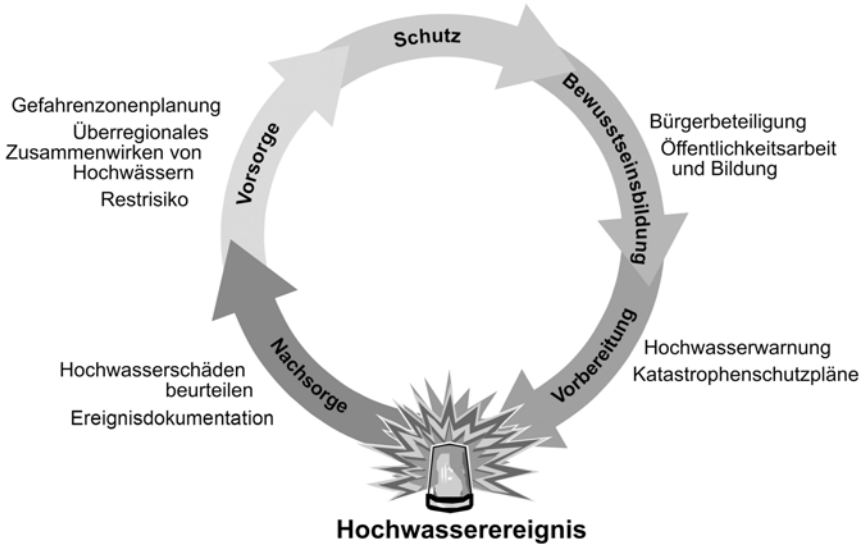 Schutz
Gefahrenzonenplanung
Überregionales
Zusammenwirken von
Hochwässern
Restrisiko
Vorsorge
Bewusstseinsbildung
Bürgerbeteiligung
Öffentlichkeitsarbeit
und Bildung
Vorbereitung
Hochwasserwarnung
Katastrophenschutzpläne
Nachsorge
Hochwasserschäden
beurteilen
Ereignisdokumentation
Hochwasserereignis